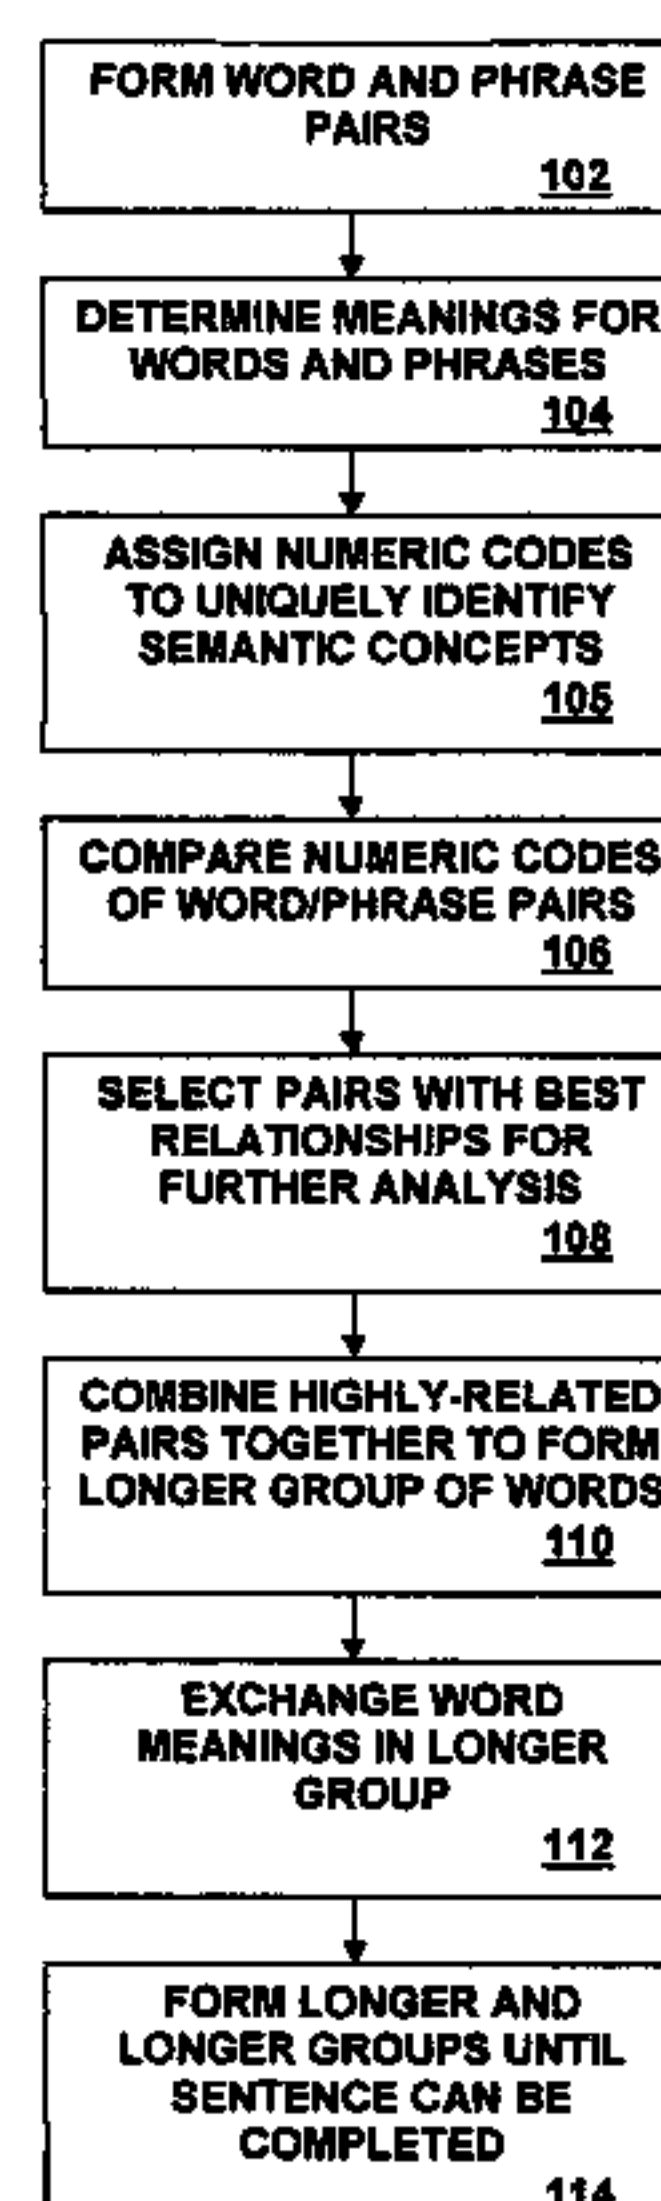 FORM WORD AND PHRASE
PAIRS
102
DETERMINE MEANINGS FOR
WORDS AND PHRASES
104
ASSIGN NUMERIC CODES
TO UNIQUELY IDENTIFY
SEMANTIC CONCEPTS
105
COMPARE NUMERIC CODES
OF WORD/PHRASE PAIRS
106
SELECT PAIRS WITH BEST
RELATIONSHIPS FOR
FURTHER ANALYSIS
108
COMBINE HIGHLY-RELATED
PAIRS TOGETHER TO FORM
LONGER GROUP OF WORDS
110
EXCHANGE WORD
MEANINGS IN LONGER
GROUP
112
FORM LONGER AND
LONGER GROUPS UNTIL
SENTENCE CAN BE
COMPLETED
114